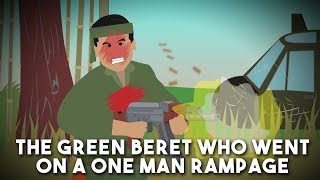 THE GREEN BERET WHO WENT
ON A ONE MAN RAMPAGE